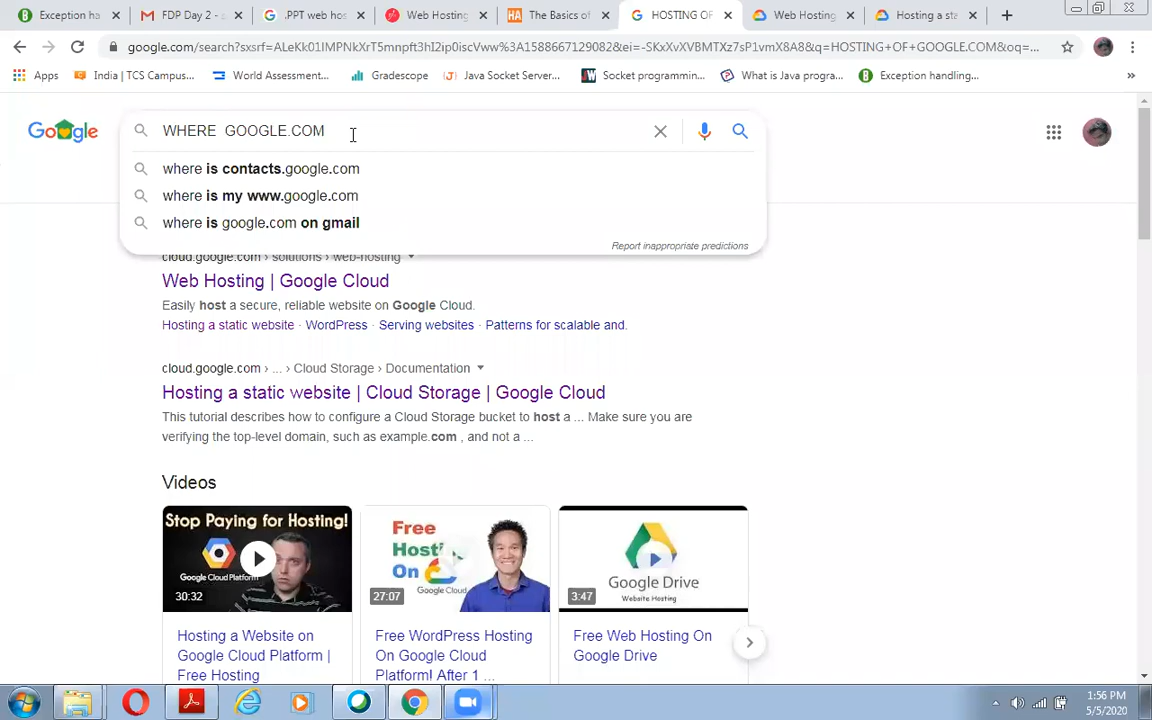 Exception ha
FDP Day 2 -
.PPT web hos
Web Hosting
HA
The Basics of
HOSTING OF
Web Hosting
Hosting a sta
google.com/search?sxsrf=ALeKk01IMPNkXrT5mnpft3hI2ip0iscVww%3A1588667129082&ei=-SKxXvXVBMTXz7sP1vmX8A8&q=HOSTING+OF+GOOGLE.COM&oq=...
Apps
India | TCS Campus...
World Assessment...
Gradescope
Java Socket Server...
Socket programmin...
What is Java progra...
Exception handling...
»
Google
WHERE  GOOGLE.COM
where is contacts.google.com
where is my www.google.com
where is google.com on gmail
Report inappropriate predictions
cloud.google.com › solutions › web-hosting
Web Hosting | Google Cloud
Easily host a secure, reliable website on Google Cloud.
Hosting a static website · WordPress · Serving websites · Patterns for scalable and.
cloud.google.com › ... › Cloud Storage › Documentation
Hosting a static website | Cloud Storage | Google Cloud
This tutorial describes how to configure a Cloud Storage bucket to host a ... Make sure you are
verifying the top-level domain, such as example.com , and not a ...
Videos
Stop Paying for Hosting!
Google Cloud Platform
30:32
Free
Hosti
On
Google Cloud
27:07
Google Drive
Website Hosting
3:47
Hosting a Website on
Google Cloud Platform |
Free Hosting
Free WordPress Hosting
On Google Cloud
Platform! After 1 ...
Free Web Hosting On
Google Drive
1:56 PM
5/5/2020